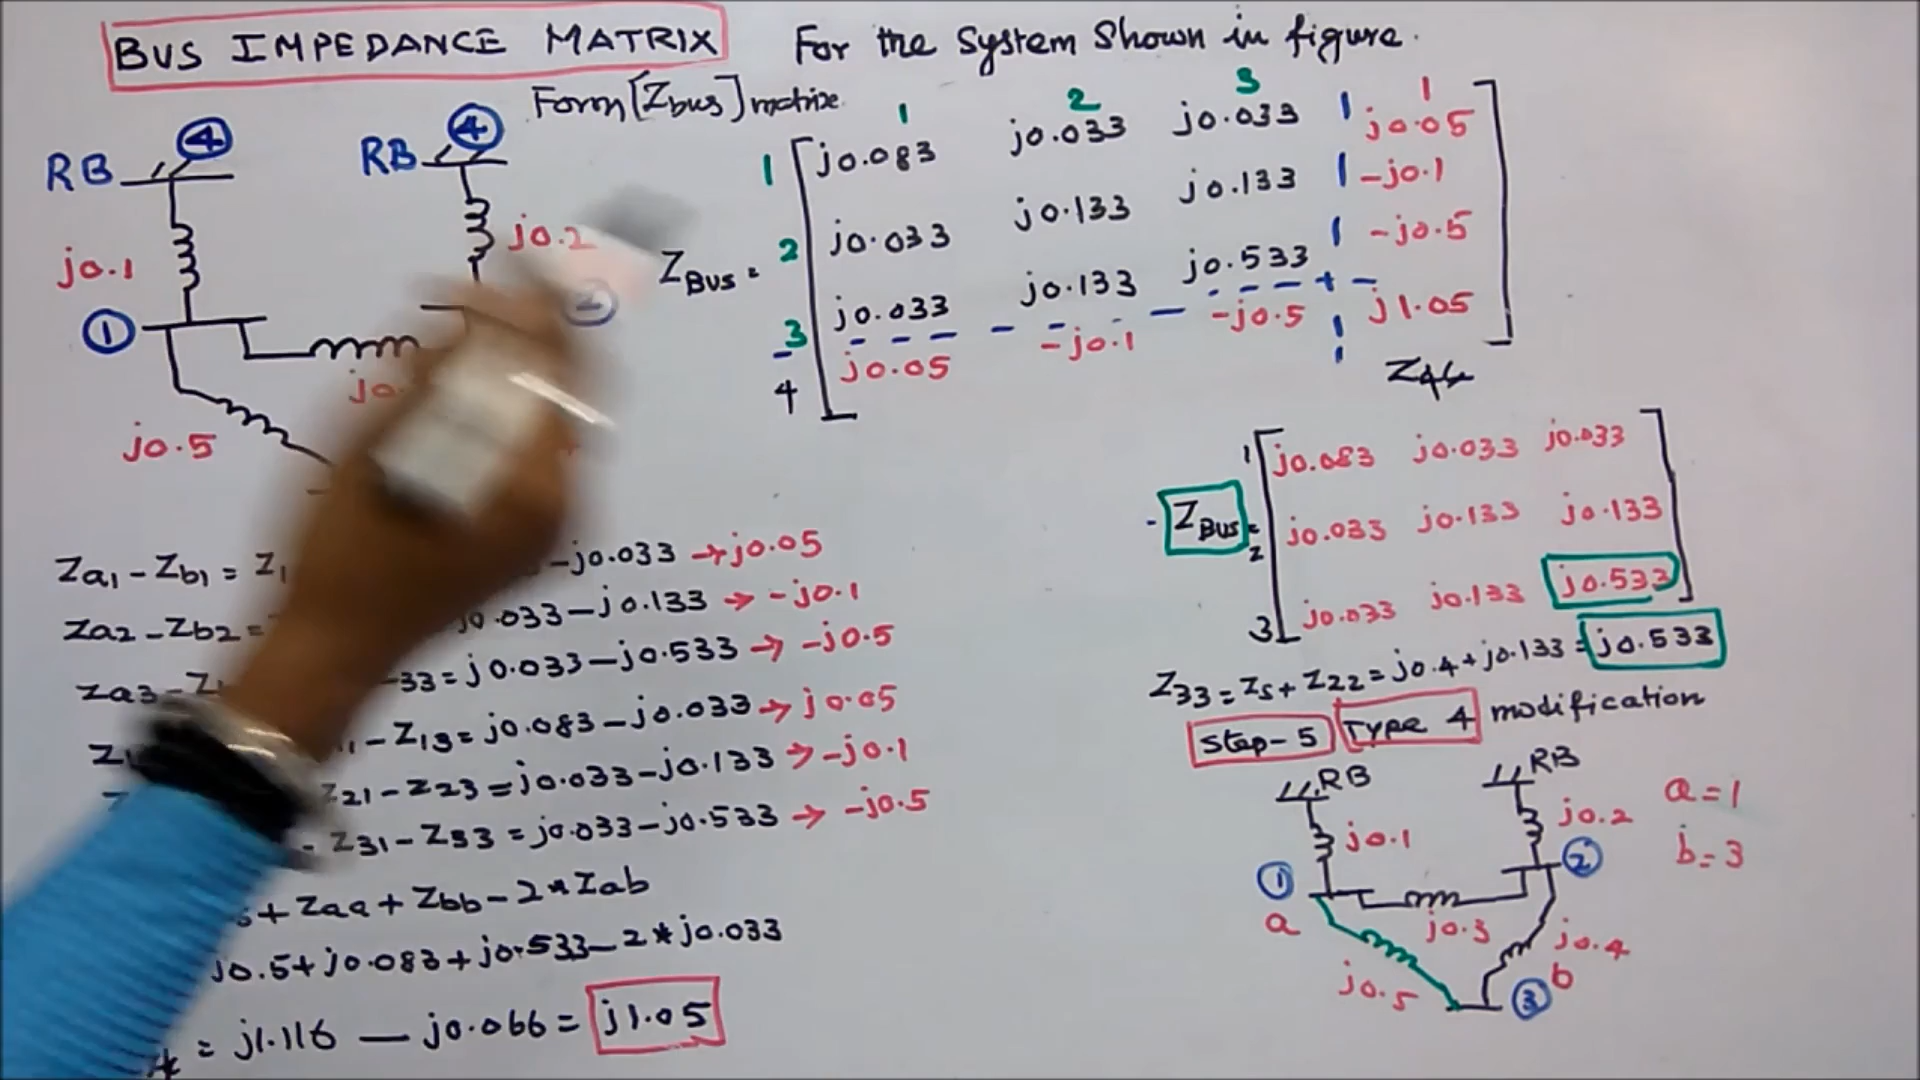 BUS IMPEDANCE MATRIX For the System Shown in figure.
Form [Zbus] matrix
RB 4 RB 4
j0.1 j0.2
1 2
j0.5
1 2 3
ZBus =
1 j0.083 j0.033 j0.033 j0.05
2 j0.033 j0.133 j0.133 -j0.1
3 j0.033 j0.133 j0.533 -j0.5
4 j0.05 -j0.1 -j0.5 j1.05
Z44
ZBus =
1 j0.083 j0.033 j0.033
2 j0.033 j0.133 j0.133
3 j0.033 j0.133 j0.533
Z33 = Zs + Z22 = j0.4 + j0.133 = j0.533
Step-5 Type 4 modification
RB RB
j0.1 j0.2
a=1
b=3
1 2
a j0.3 j0.4
j0.5 3 b
Za1 - Zb1 = Z1 -j0.033 → j0.05
Za2 - Zb2 = j0.033 - j0.133 → -j0.1
Za3 - 33 = j0.033 - j0.533 → -j0.5
- Z13 = j0.083 - j0.033 → j0.05
Z21 - Z23 = j0.033 - j0.133 → -j0.1
- Z31 - Z33 = j0.033 - j0.533 → -j0.5
+ Zaa + Zbb - 2*Zab
j0.5 + j0.083 + j0.533 - 2*j0.033
= j1.116 - j0.066 = j1.05